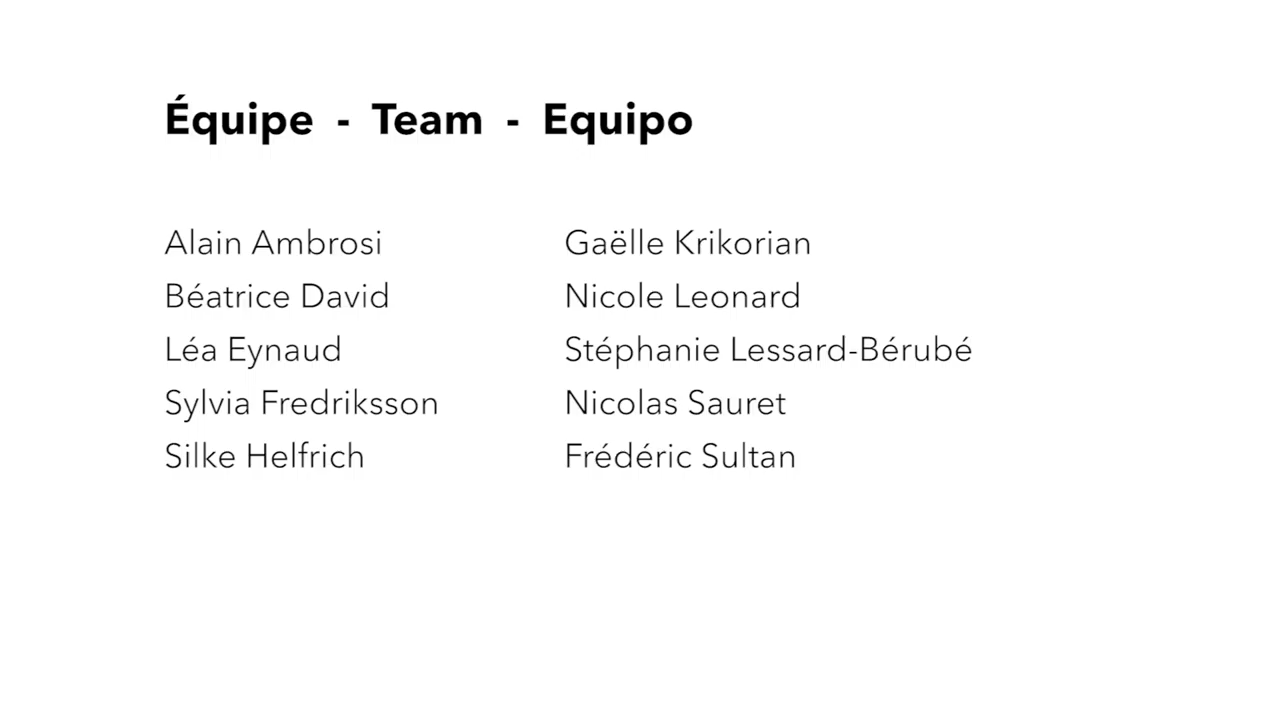 Équipe - Team - Equipo
Alain Ambrosi
Béatrice David
Léa Eynaud
Sylvia Fredriksson
Silke Helfrich
Gaëlle Krikorian
Nicole Leonard
Stéphanie Lessard-Bérubé
Nicolas Sauret
Frédéric Sultan